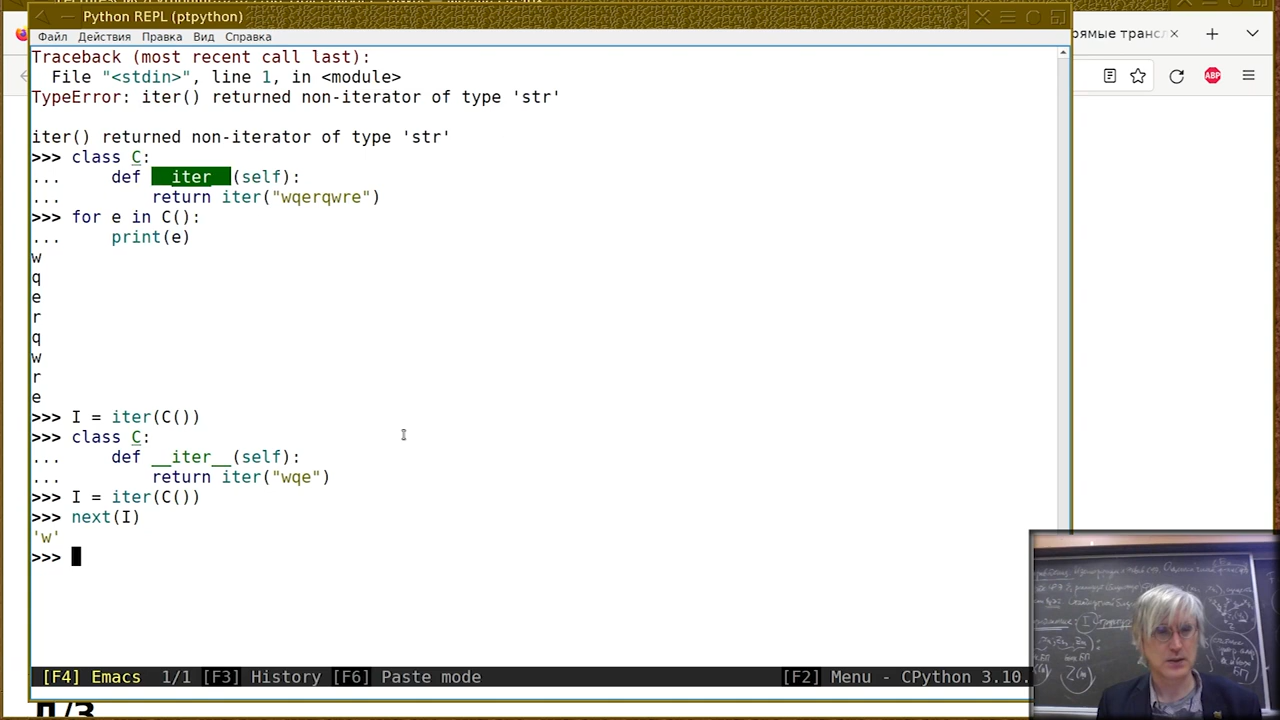 Python REPL (ptpython)
Файл Действия Правка Вид Справка
рямые трансл
Traceback (most recent call last):
  File "<stdin>", line 1, in <module>
TypeError: iter() returned non-iterator of type 'str'
iter() returned non-iterator of type 'str'
>>> class C:
...     def __iter__(self):
...         return iter("wqerqwre")
>>> for e in C():
...     print(e)
w
q
e
r
q
w
r
e
>>> I = iter(C())
>>> class C:
...     def __iter__(self):
...         return iter("wqe")
>>> I = iter(C())
>>> next(I)
'w'
>>>
[F4] Emacs 1/1 [F3] History [F6] Paste mode [F2] Menu - CPython 3.10.
ABP